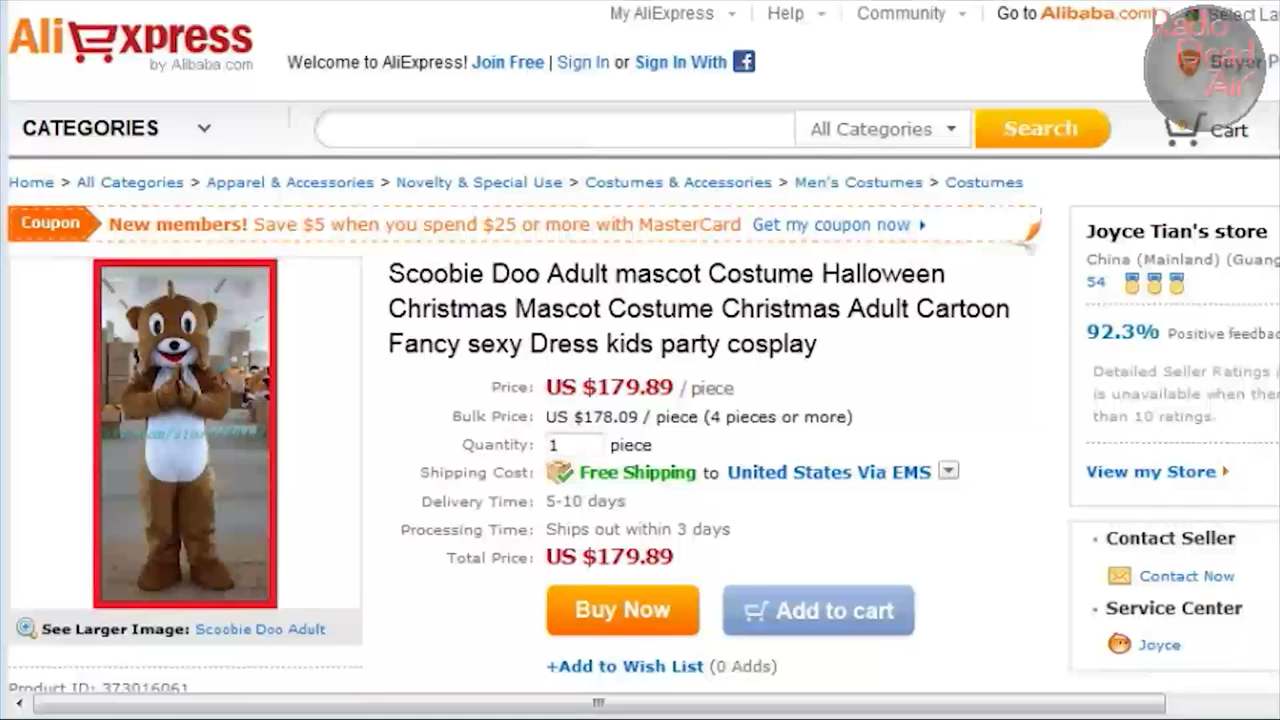 My AliExpress Help Community Go to Alibaba.com
AliExpress
by Alibaba.com
Welcome to AliExpress! Join Free | Sign In or Sign In With
Radio
Dead
Air
CATEGORIES
All Categories
Search
Cart
Home > All Categories > Apparel & Accessories > Novelty & Special Use > Costumes & Accessories > Men's Costumes > Costumes
Coupon New members! Save $5 when you spend $25 or more with MasterCard Get my coupon now
Scoobie Doo Adult mascot Costume Halloween
Christmas Mascot Costume Christmas Adult Cartoon
Fancy sexy Dress kids party cosplay
Price: US $179.89 / piece
Bulk Price: US $178.09 / piece (4 pieces or more)
Quantity: 1 piece
Shipping Cost: Free Shipping to United States Via EMS
Delivery Time: 5-10 days
Processing Time: Ships out within 3 days
Total Price: US $179.89
Buy Now
Add to cart
+Add to Wish List (0 Adds)
See Larger Image: Scoobie Doo Adult
Product ID: 373016061
Joyce Tian's store
China (Mainland) (Guang
54
92.3% Positive feedbac
Detailed Seller Ratings
is unavailable when ther
than 10 ratings.
View my Store
Contact Seller
Contact Now
Service Center
Joyce